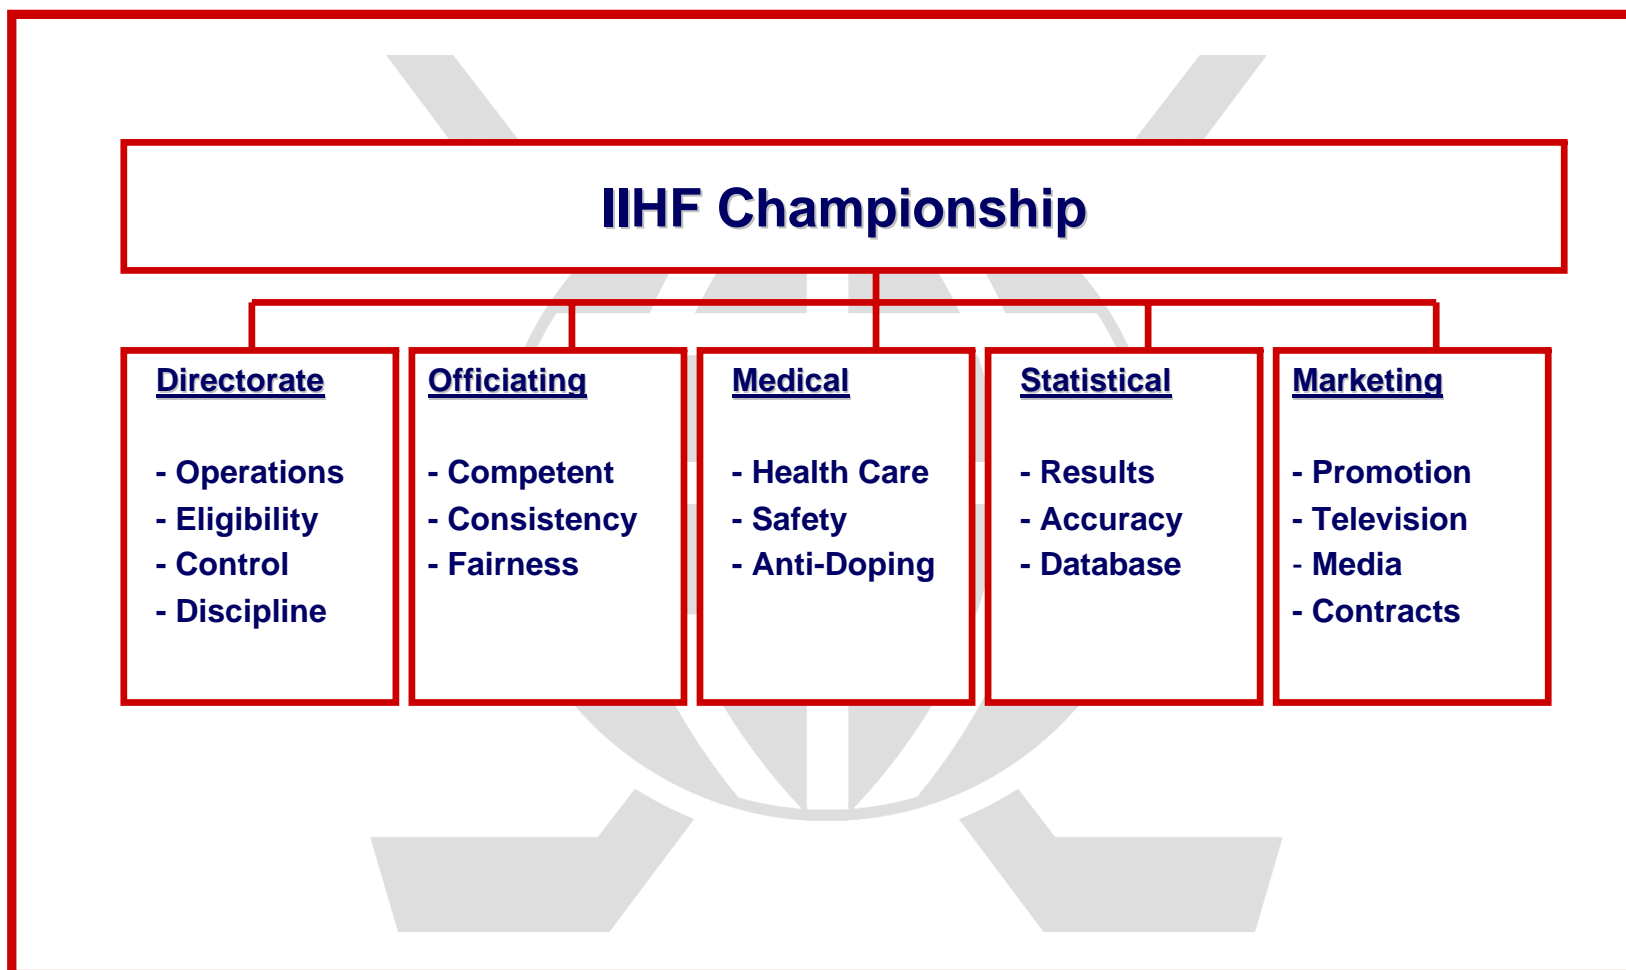 IIHF Championship
Directorate
- Operations
- Eligibility
- Control
- Discipline
Officiating
- Competent
- Consistency
- Fairness
Medical
- Health Care
- Safety
- Anti-Doping
Statistical
- Results
- Accuracy
- Database
Marketing
- Promotion
- Television
- Media
- Contracts